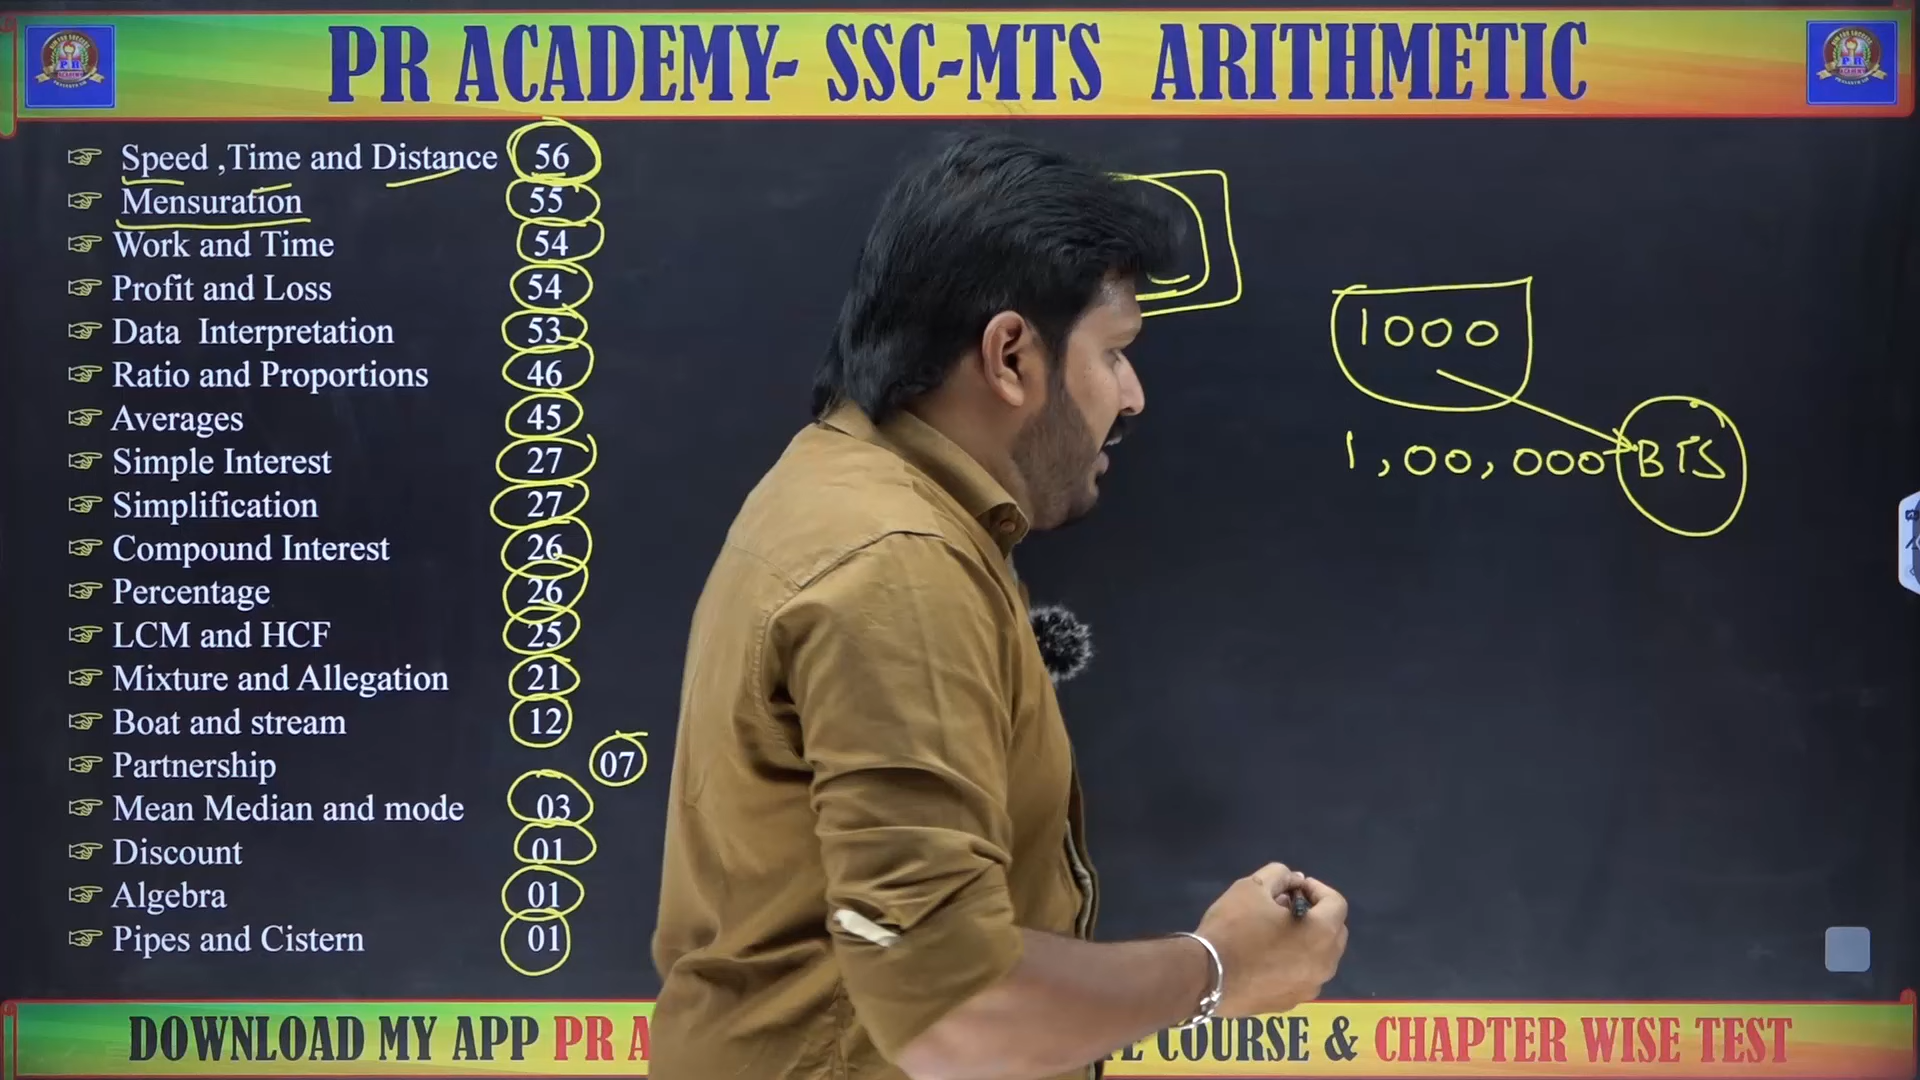 PR ACADEMY- SSC-MTS ARITHMETIC
Speed ,Time and Distance 56
Mensuration 55
Work and Time 54
Profit and Loss 54
Data Interpretation 53
Ratio and Proportions 46
Averages 45
Simple Interest 27
Simplification 27
Compound Interest 26
Percentage 26
LCM and HCF 25
Mixture and Allegation 21
Boat and stream 12
Partnership 07
Mean Median and mode 03
Discount 01
Algebra 01
Pipes and Cistern 01
1000
1,00,000 BTS
DOWNLOAD MY APP PR A COURSE & CHAPTER WISE TEST